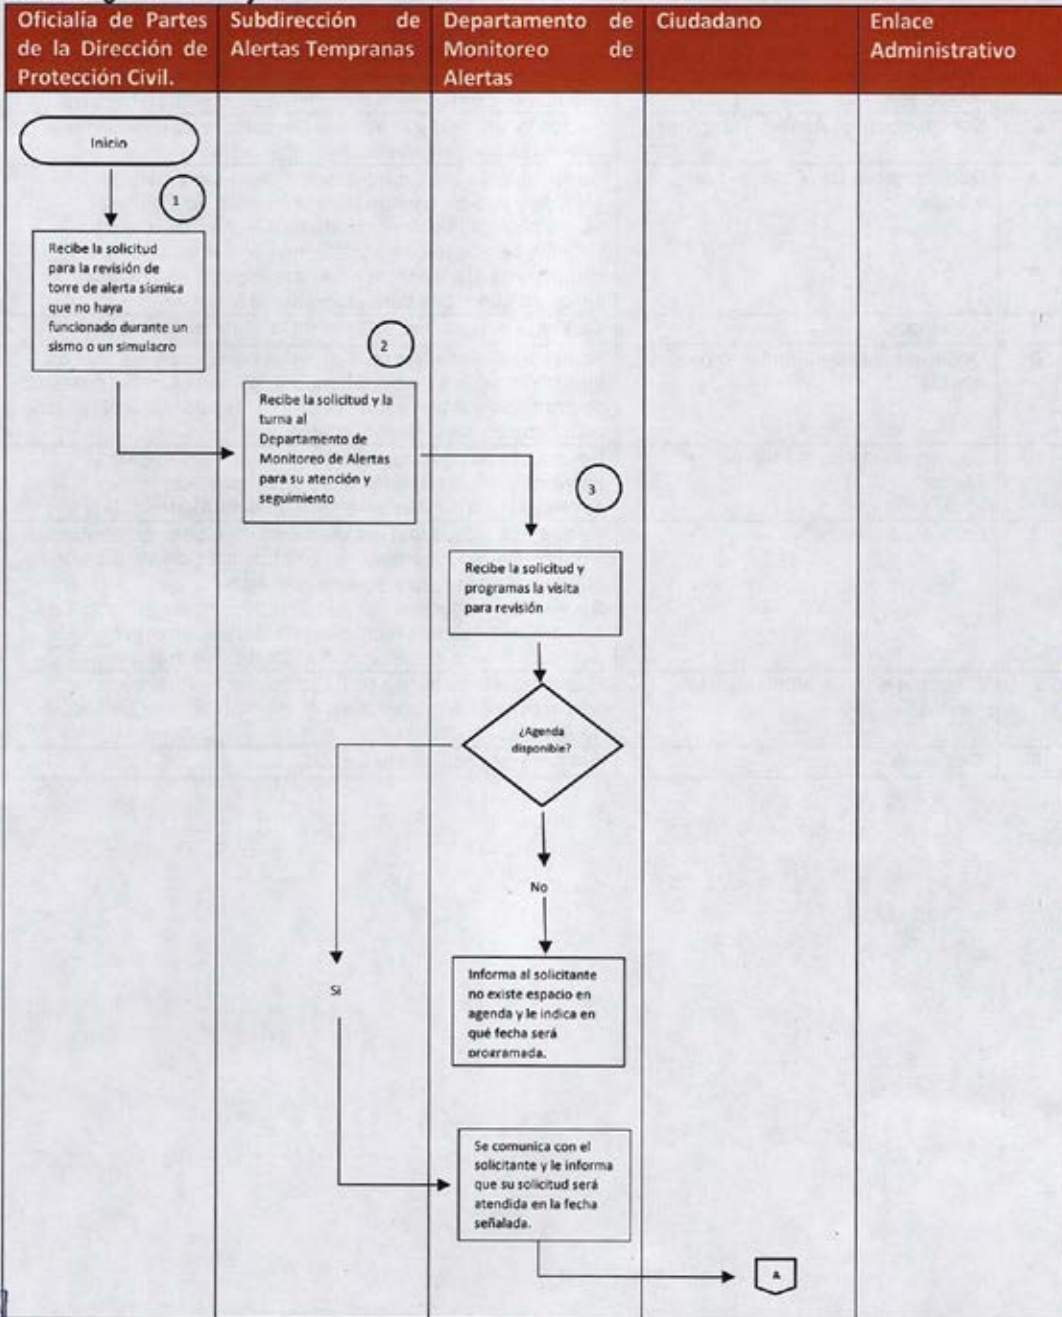 Oficialía de Partes
de la Dirección de
Protección Civil.
Subdirección de
Alertas Tempranas
Departamento de
Monitoreo de
Alertas
Ciudadano
Enlace
Administrativo
Inicio
1
Recibe la solicitud
para la revisión de
torre de alerta sísmica
que no haya
funcionado durante un
sismo o un simulacro
2
Recibe la solicitud y la
turna al
Departamento de
Monitoreo de Alertas
para su atención y
seguimiento
3
Recibe la solicitud y
programas la visita
para revisión
¿Agenda
disponible?
No
Si
Informa al solicitante
no existe espacio en
agenda y le indica en
qué fecha será
programada.
Se comunica con el
solicitante y le informa
que su solicitud será
atendida en la fecha
señalada.
A